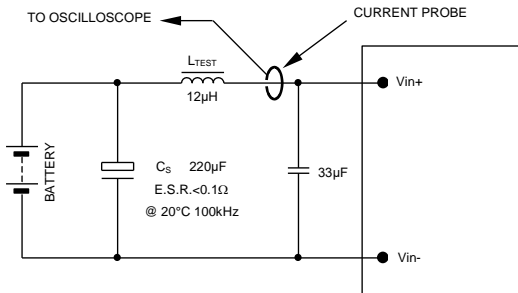 TO OSCILLOSCOPE
CURRENT PROBE
LTEST
12µH
Vin+
BATTERY
CS 220µF
E.S.R.<0.1Ω
@ 20°C 100kHz
33µF
Vin-